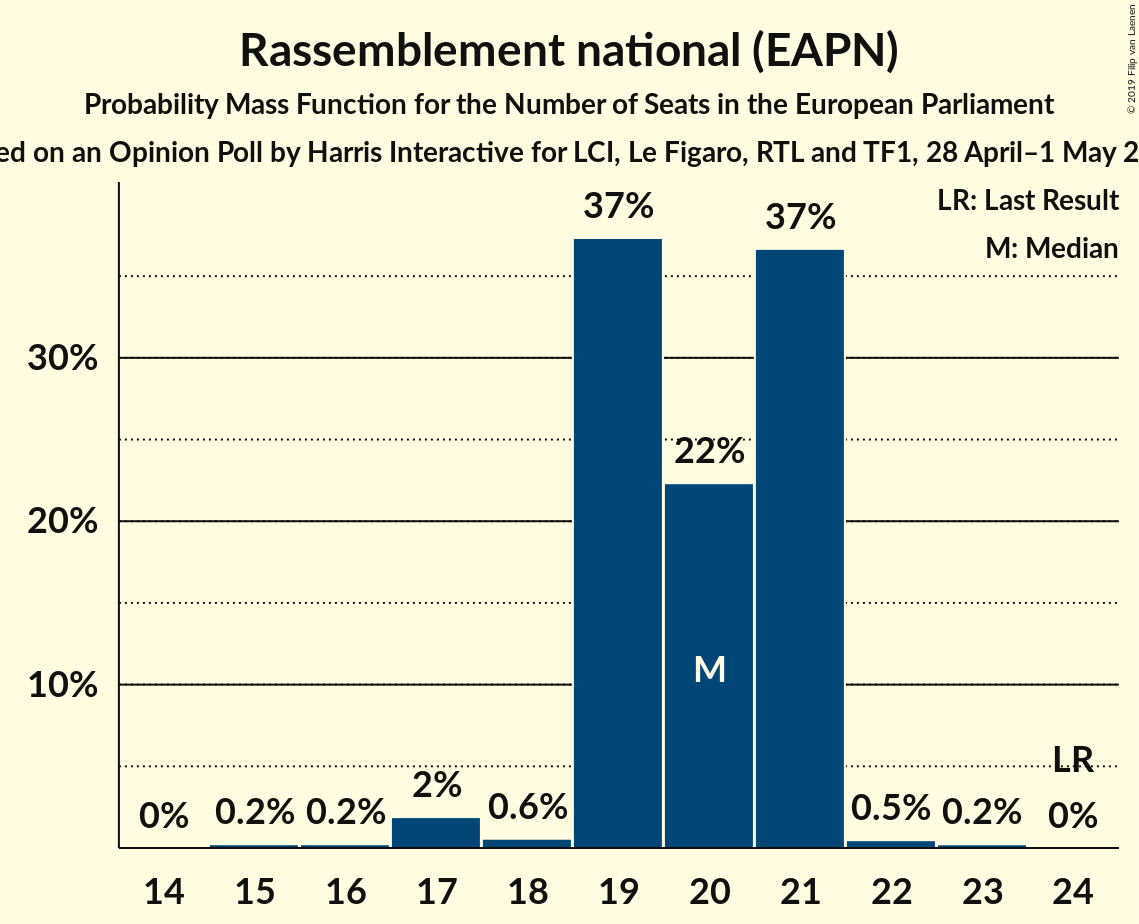 Rassemblement national (EAPN)
Probability Mass Function for the Number of Seats in the European Parliament
ed on an Opinion Poll by Harris Interactive for LCI, Le Figaro, RTL and TF1, 28 April–1 May 2
© 2019 Filip van Laenen
LR: Last Result
M: Median
37%
37%
30%
22%
20%
M
10%
LR
0%
0.2%
0.2%
2%
0.6%
0.5%
0.2%
0%
14 15 16 17 18 19 20 21 22 23 24